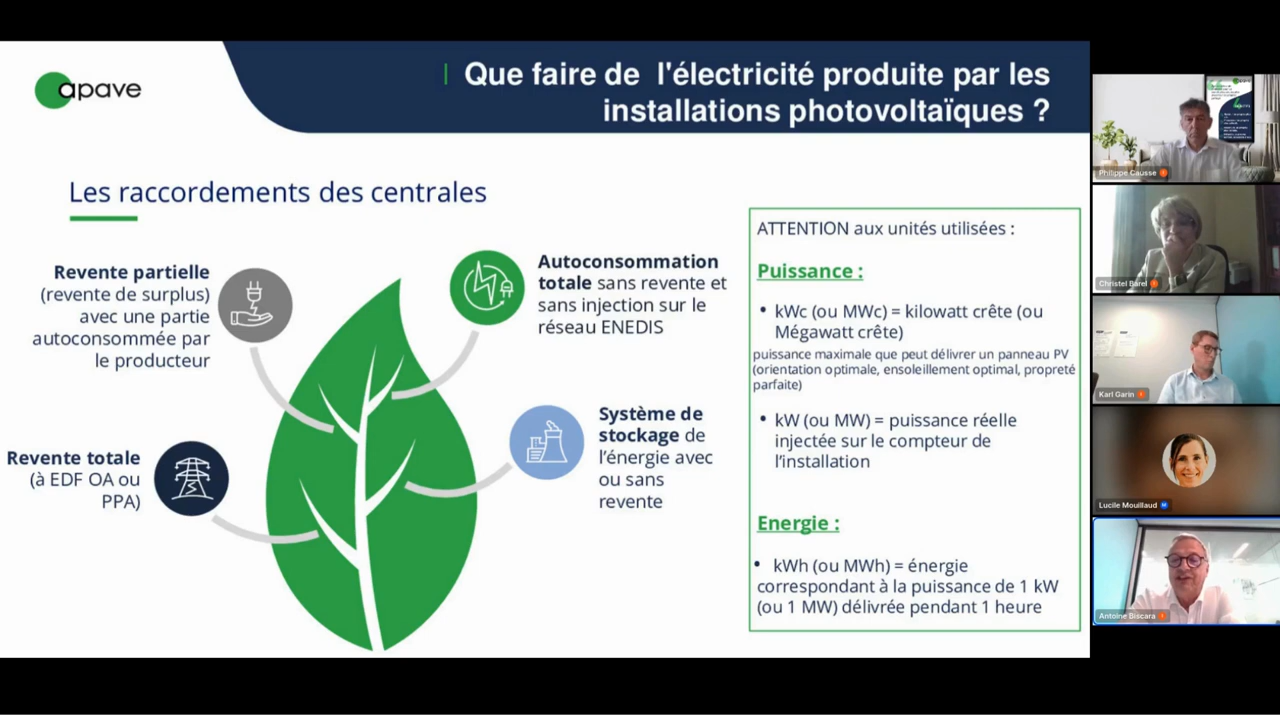 apave
Que faire de l'électricité produite par les
installations photovoltaïques ?
Les raccordements des centrales
Revente partielle
(revente de surplus)
avec une partie
autoconsommée par
le producteur
Autoconsommation
totale sans revente et
sans injection sur le
réseau ENEDIS
Revente totale
(à EDF OA ou
PPA)
Système de
stockage de
l'énergie avec
ou sans
revente
ATTENTION aux unités utilisées :
Puissance :
• kWc (ou MWc) = kilowatt crête (ou
Mégawatt crête)
puissance maximale que peut délivrer un panneau PV
(orientation optimale, ensoleillement optimal, propreté
parfaite)
• kW (ou MW) = puissance réelle
injectée sur le compteur de
l'installation
Energie :
• kWh (ou MWh) = énergie
correspondant à la puissance de 1 kW
(ou 1 MW) délivrée pendant 1 heure
Philippe Causse
Christel Barel
Karl Garin
Lucile Mouillaud
Antoine Biscara